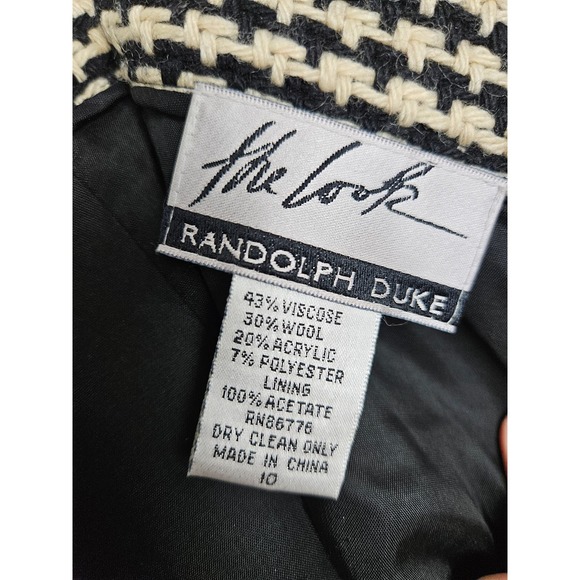 the Look
RANDOLPH DUKE
43% VISCOSE
30% WOOL
20% ACRYLIC
7% POLYESTER
LINING
100% ACETATE
RN86776
DRY CLEAN ONLY
MADE IN CHINA
10